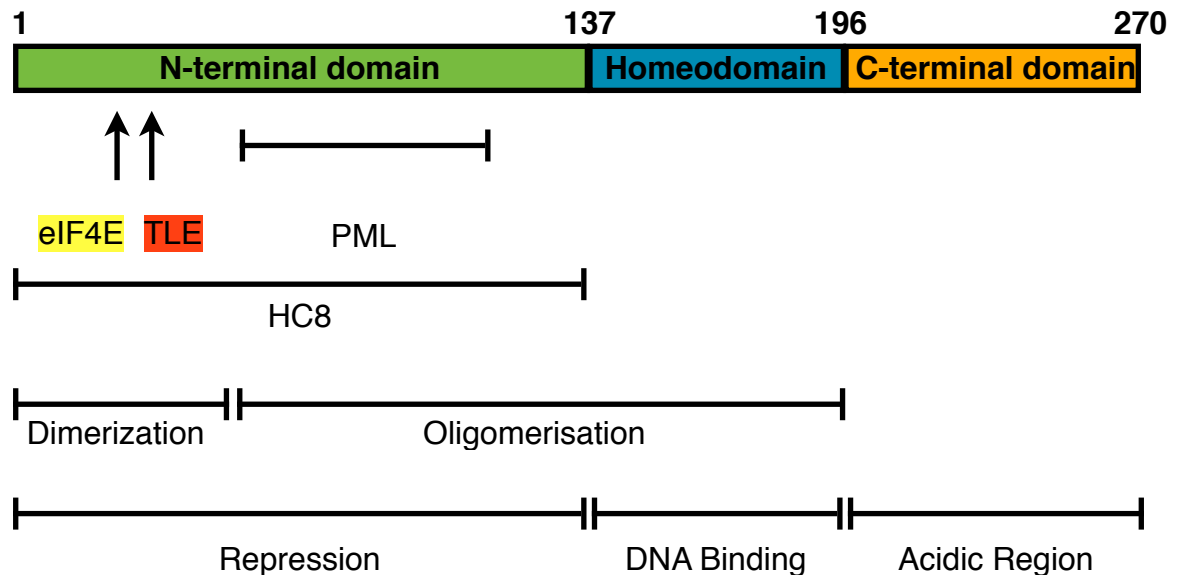 1 137 196 270
N-terminal domain Homeodomain C-terminal domain
eIF4E TLE PML
HC8
Dimerization Oligomerisation
Repression DNA Binding Acidic Region